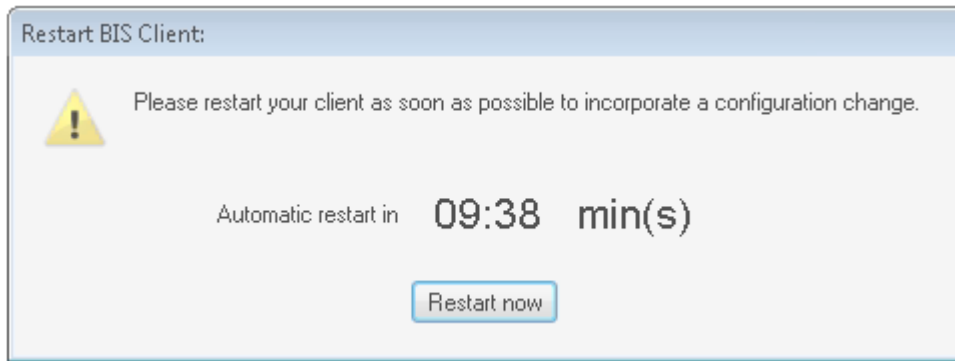 Restart BIS Client:
Please restart your client as soon as possible to incorporate a configuration change.
Automatic restart in 09:38 min(s)
Restart now